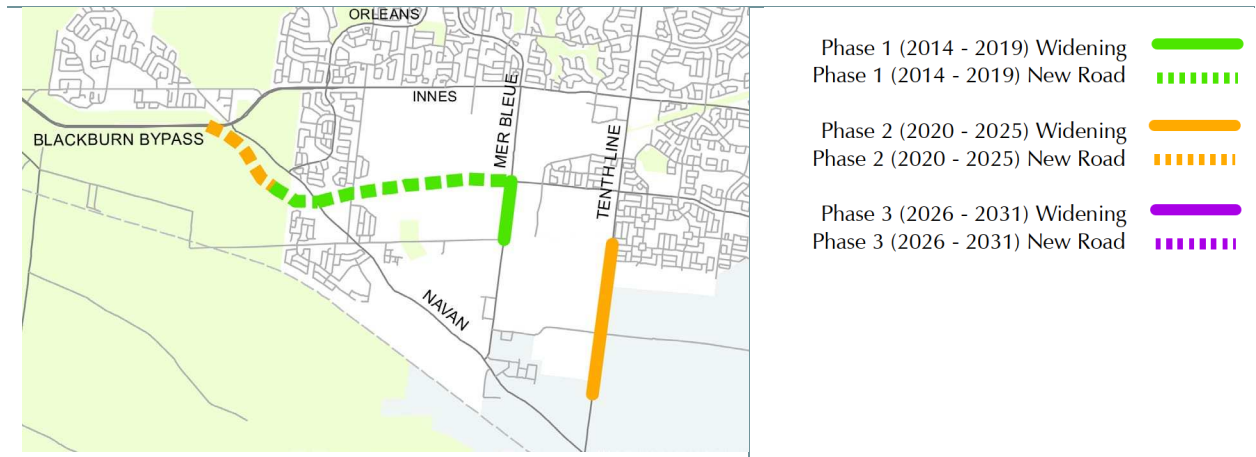 ORLEANS
INNES
MER BLEUE
BLACKBURN BYPASS
TENTH LINE
NAVAN
Phase 1 (2014 - 2019) Widening
Phase 1 (2014 - 2019) New Road
Phase 2 (2020 - 2025) Widening
Phase 2 (2020 - 2025) New Road
Phase 3 (2026 - 2031) Widening
Phase 3 (2026 - 2031) New Road